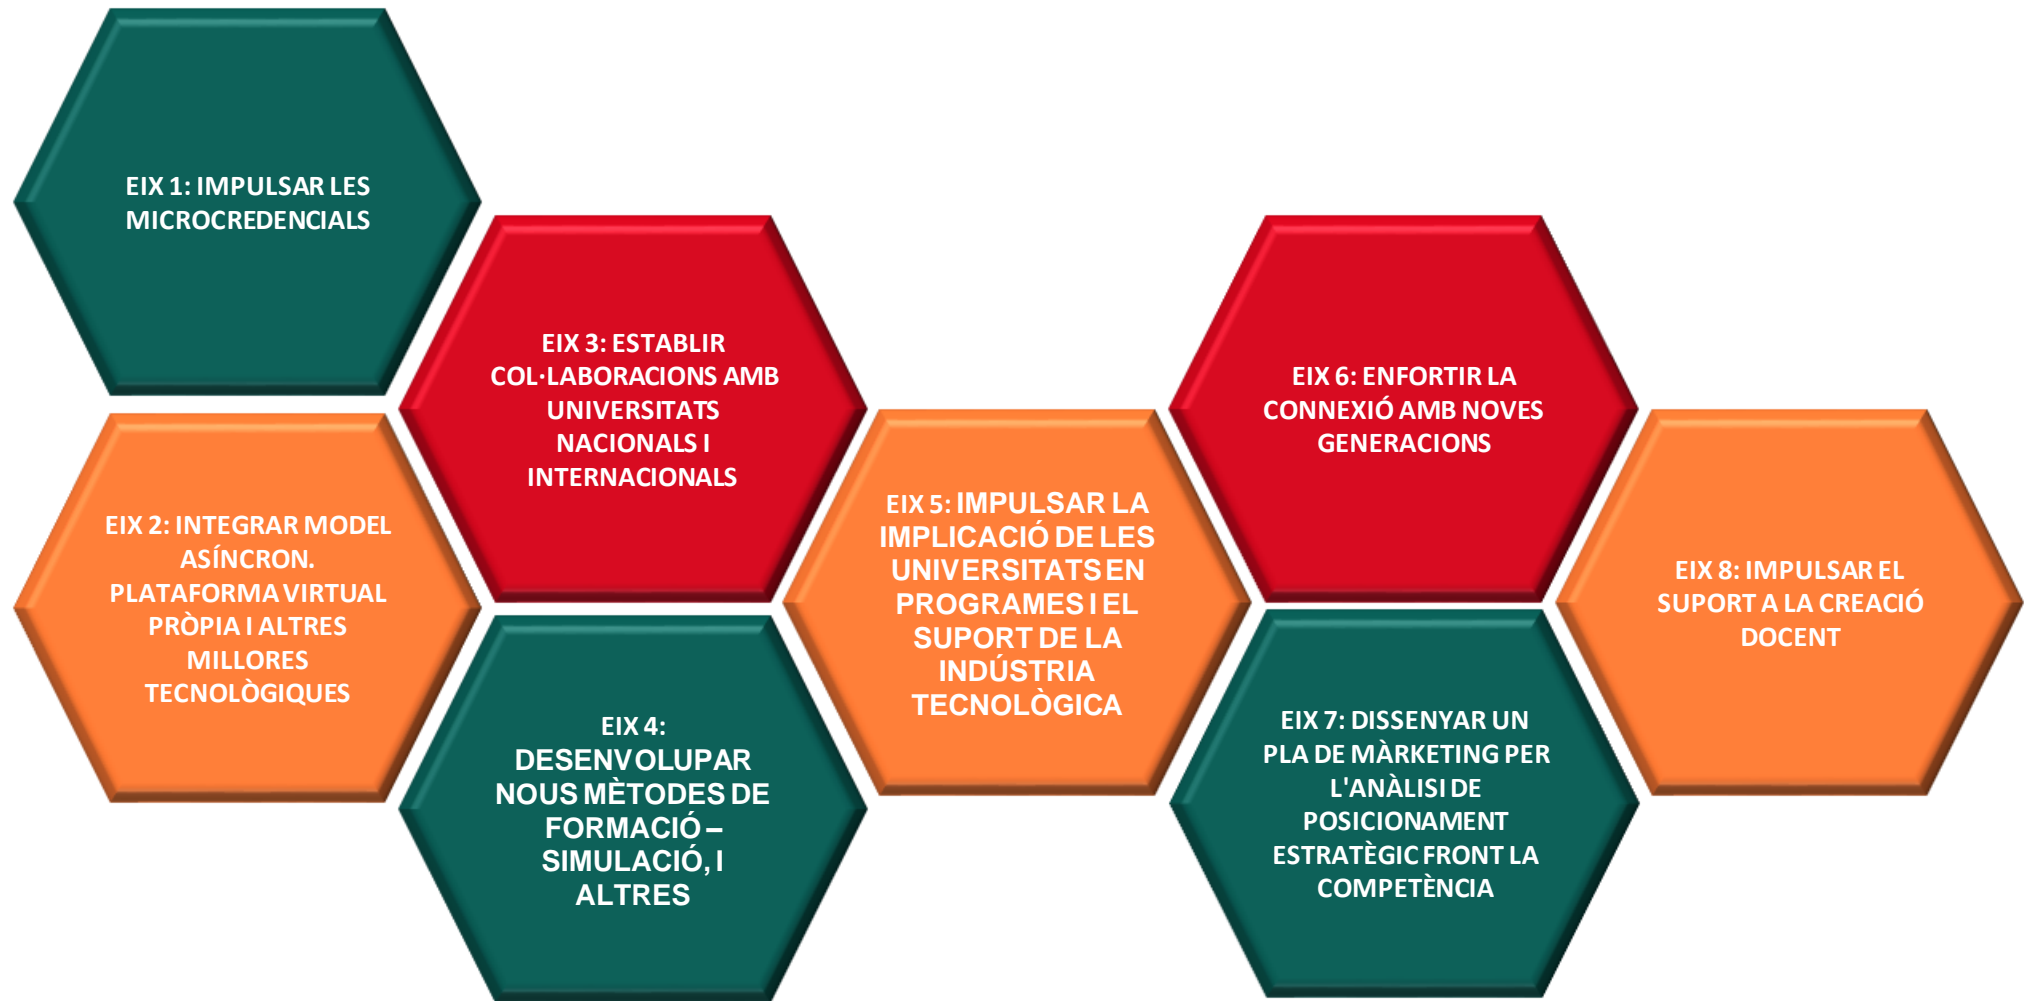 EIX 1: IMPULSAR LES
MICROCREDENCIALS
EIX 2: INTEGRAR MODEL
ASÍNCRON.
PLATAFORMA VIRTUAL
PRÒPIA I ALTRES
MILLORES
TECNOLÒGIQUES
EIX 3: ESTABLIR
COL·LABORACIONS AMB
UNIVERSITATS
NACIONALS I
INTERNACIONALS
EIX 4:
DESENVOLUPAR
NOUS MÈTODES DE
FORMACIÓ –
SIMULACIÓ, I
ALTRES
EIX 5: IMPULSAR LA
IMPLICACIÓ DE LES
UNIVERSITATS EN
PROGRAMES I EL
SUPORT DE LA
INDÚSTRIA
TECNOLÒGICA
EIX 6: ENFORTIR LA
CONNEXIÓ AMB NOVES
GENERACIONS
EIX 7: DISSENYAR UN
PLA DE MÀRKETING PER
L'ANÀLISI DE
POSICIONAMENT
ESTRATÈGIC FRONT LA
COMPETÈNCIA
EIX 8: IMPULSAR EL
SUPORT A LA CREACIÓ
DOCENT